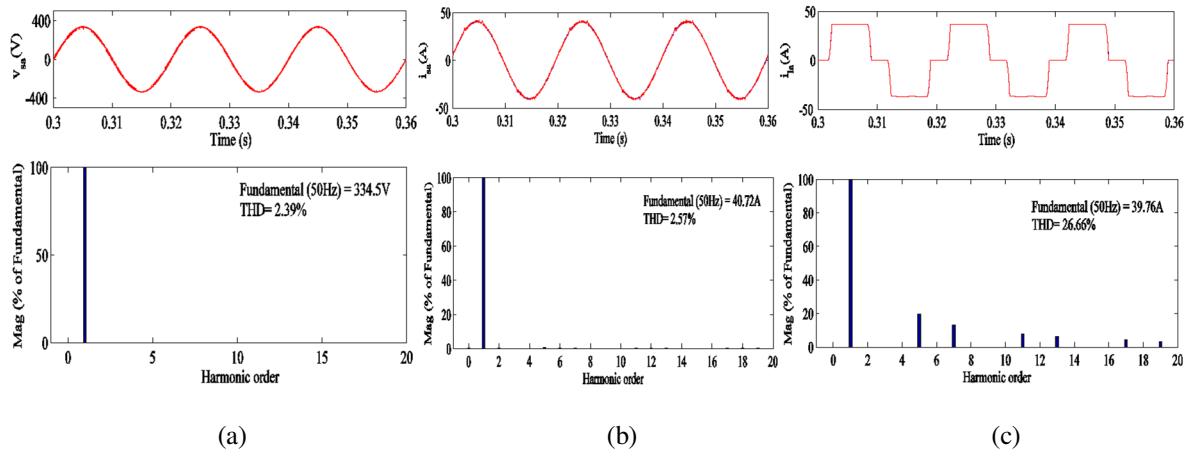 400
0
-400
v_sa(V)
0.3 0.31 0.32 0.33 0.34 0.35 0.36
Time (s)
100
50
0
Mag (% of Fundamental)
Fundamental (50Hz) = 334.5V
THD= 2.39%
0 5 10 15 20
Harmonic order
(a)
50
0
50
i_sa(A)
0.3 0.31 0.32 0.33 0.34 0.35 0.36
Time (s)
100
80
60
40
20
0
Mag (% of Fundamental)
Fundamental (50Hz) = 40.72A
THD= 2.57%
0 2 4 6 8 10 12 14 16 18 20
Harmonic order
(b)
50
0
50
i_la(A)
0.3 0.31 0.32 0.33 0.34 0.35 0.36
Time (s)
100
80
60
40
20
0
Mag (% of Fundamental)
Fundamental (50Hz) = 39.76A
THD= 26.66%
0 2 4 6 8 10 12 14 16 18 20
Harmonic order
(c)